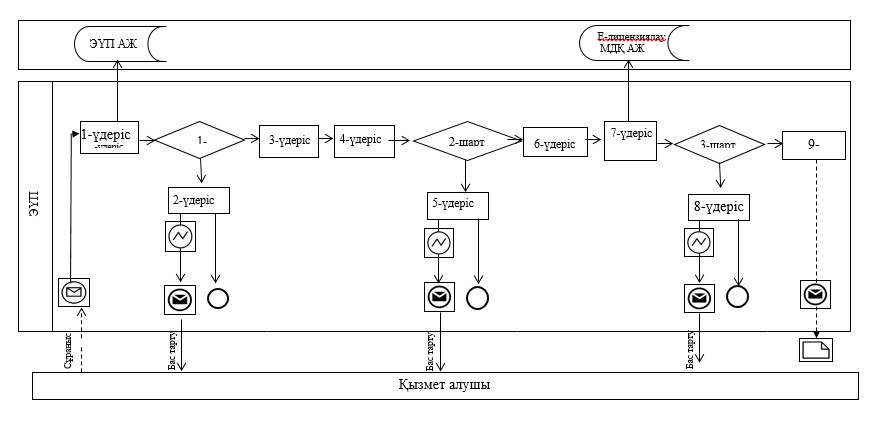 ЭҮП АЖ
Е-лицензиялау
МДҚ АЖ
ЭҮП
1-үдеріс
1-
3-үдеріс
4-үдеріс
2-шарт
6-үдеріс
7-үдеріс
3-шарт
9-
2-үдеріс
5-үдеріс
8-үдеріс
Сұраныс
Бас тарту
Бас тарту
Бас тарту
Қызмет алушы